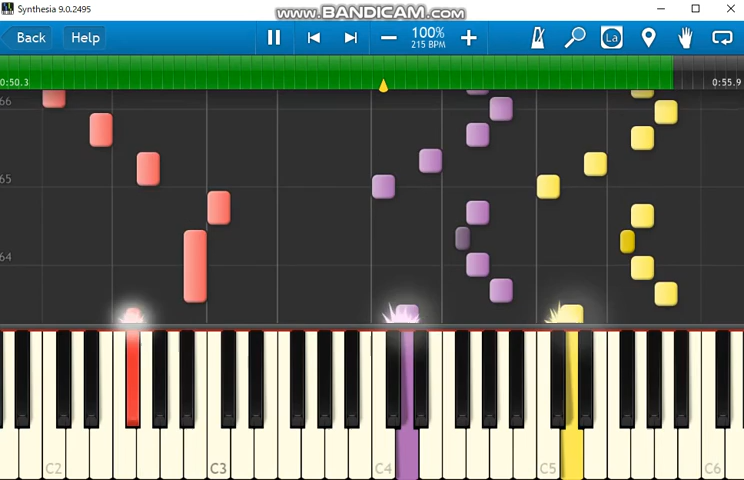 Synthesia 9.0.2495
www.BANDICAM.com
Back
Help
100%
215 BPM
La
0:50.3
0:55.9
66
65
64
C2
C3
C4
C5
C6